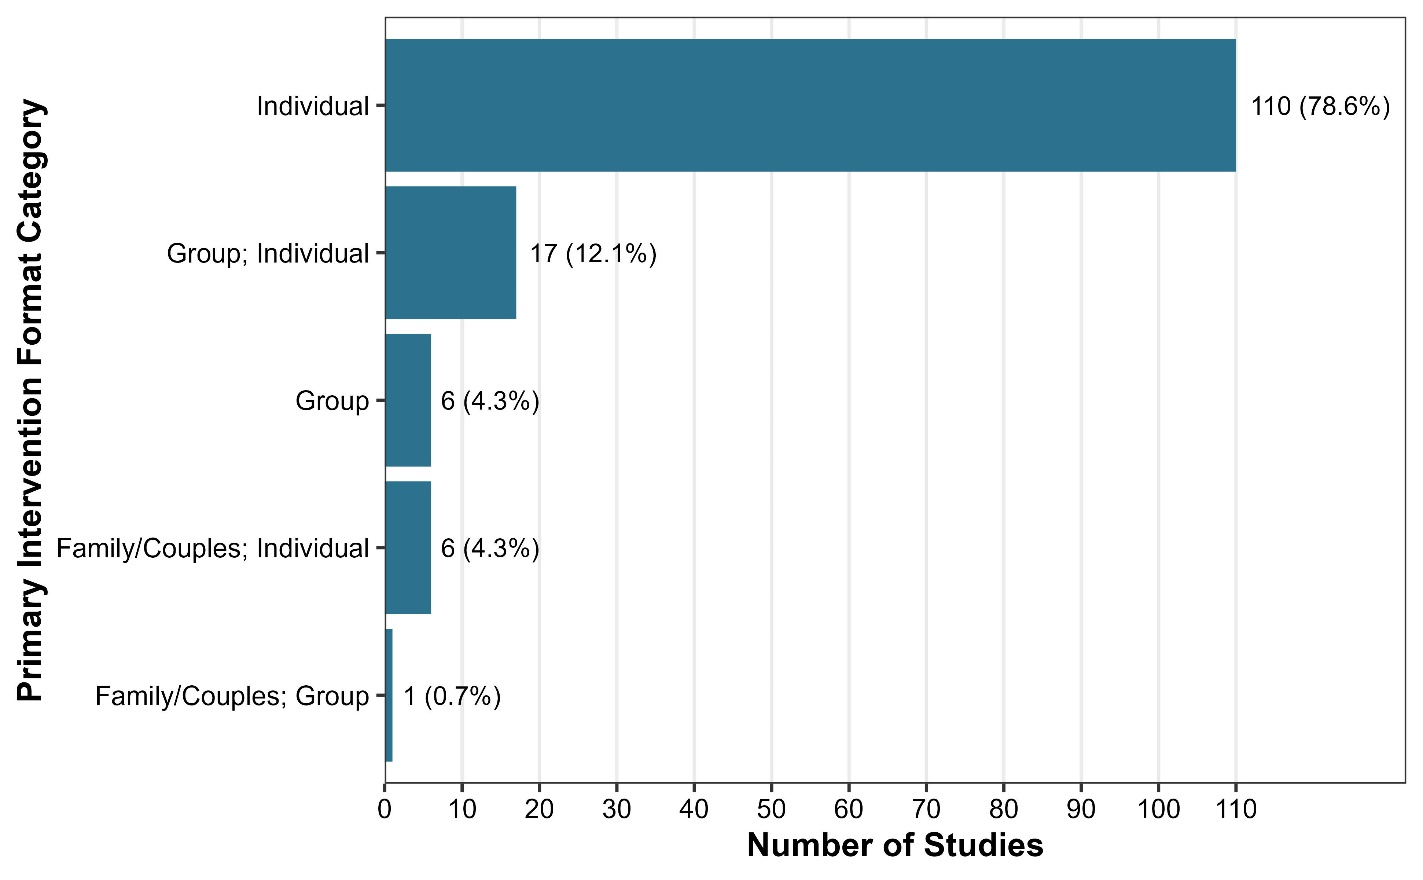 Primary Intervention Format Category
Individual
110 (78.6%)
Group; Individual
17 (12.1%)
Group
6 (4.3%)
Family/Couples; Individual
6 (4.3%)
Family/Couples; Group
1 (0.7%)
0 10 20 30 40 50 60 70 80 90 100 110
Number of Studies